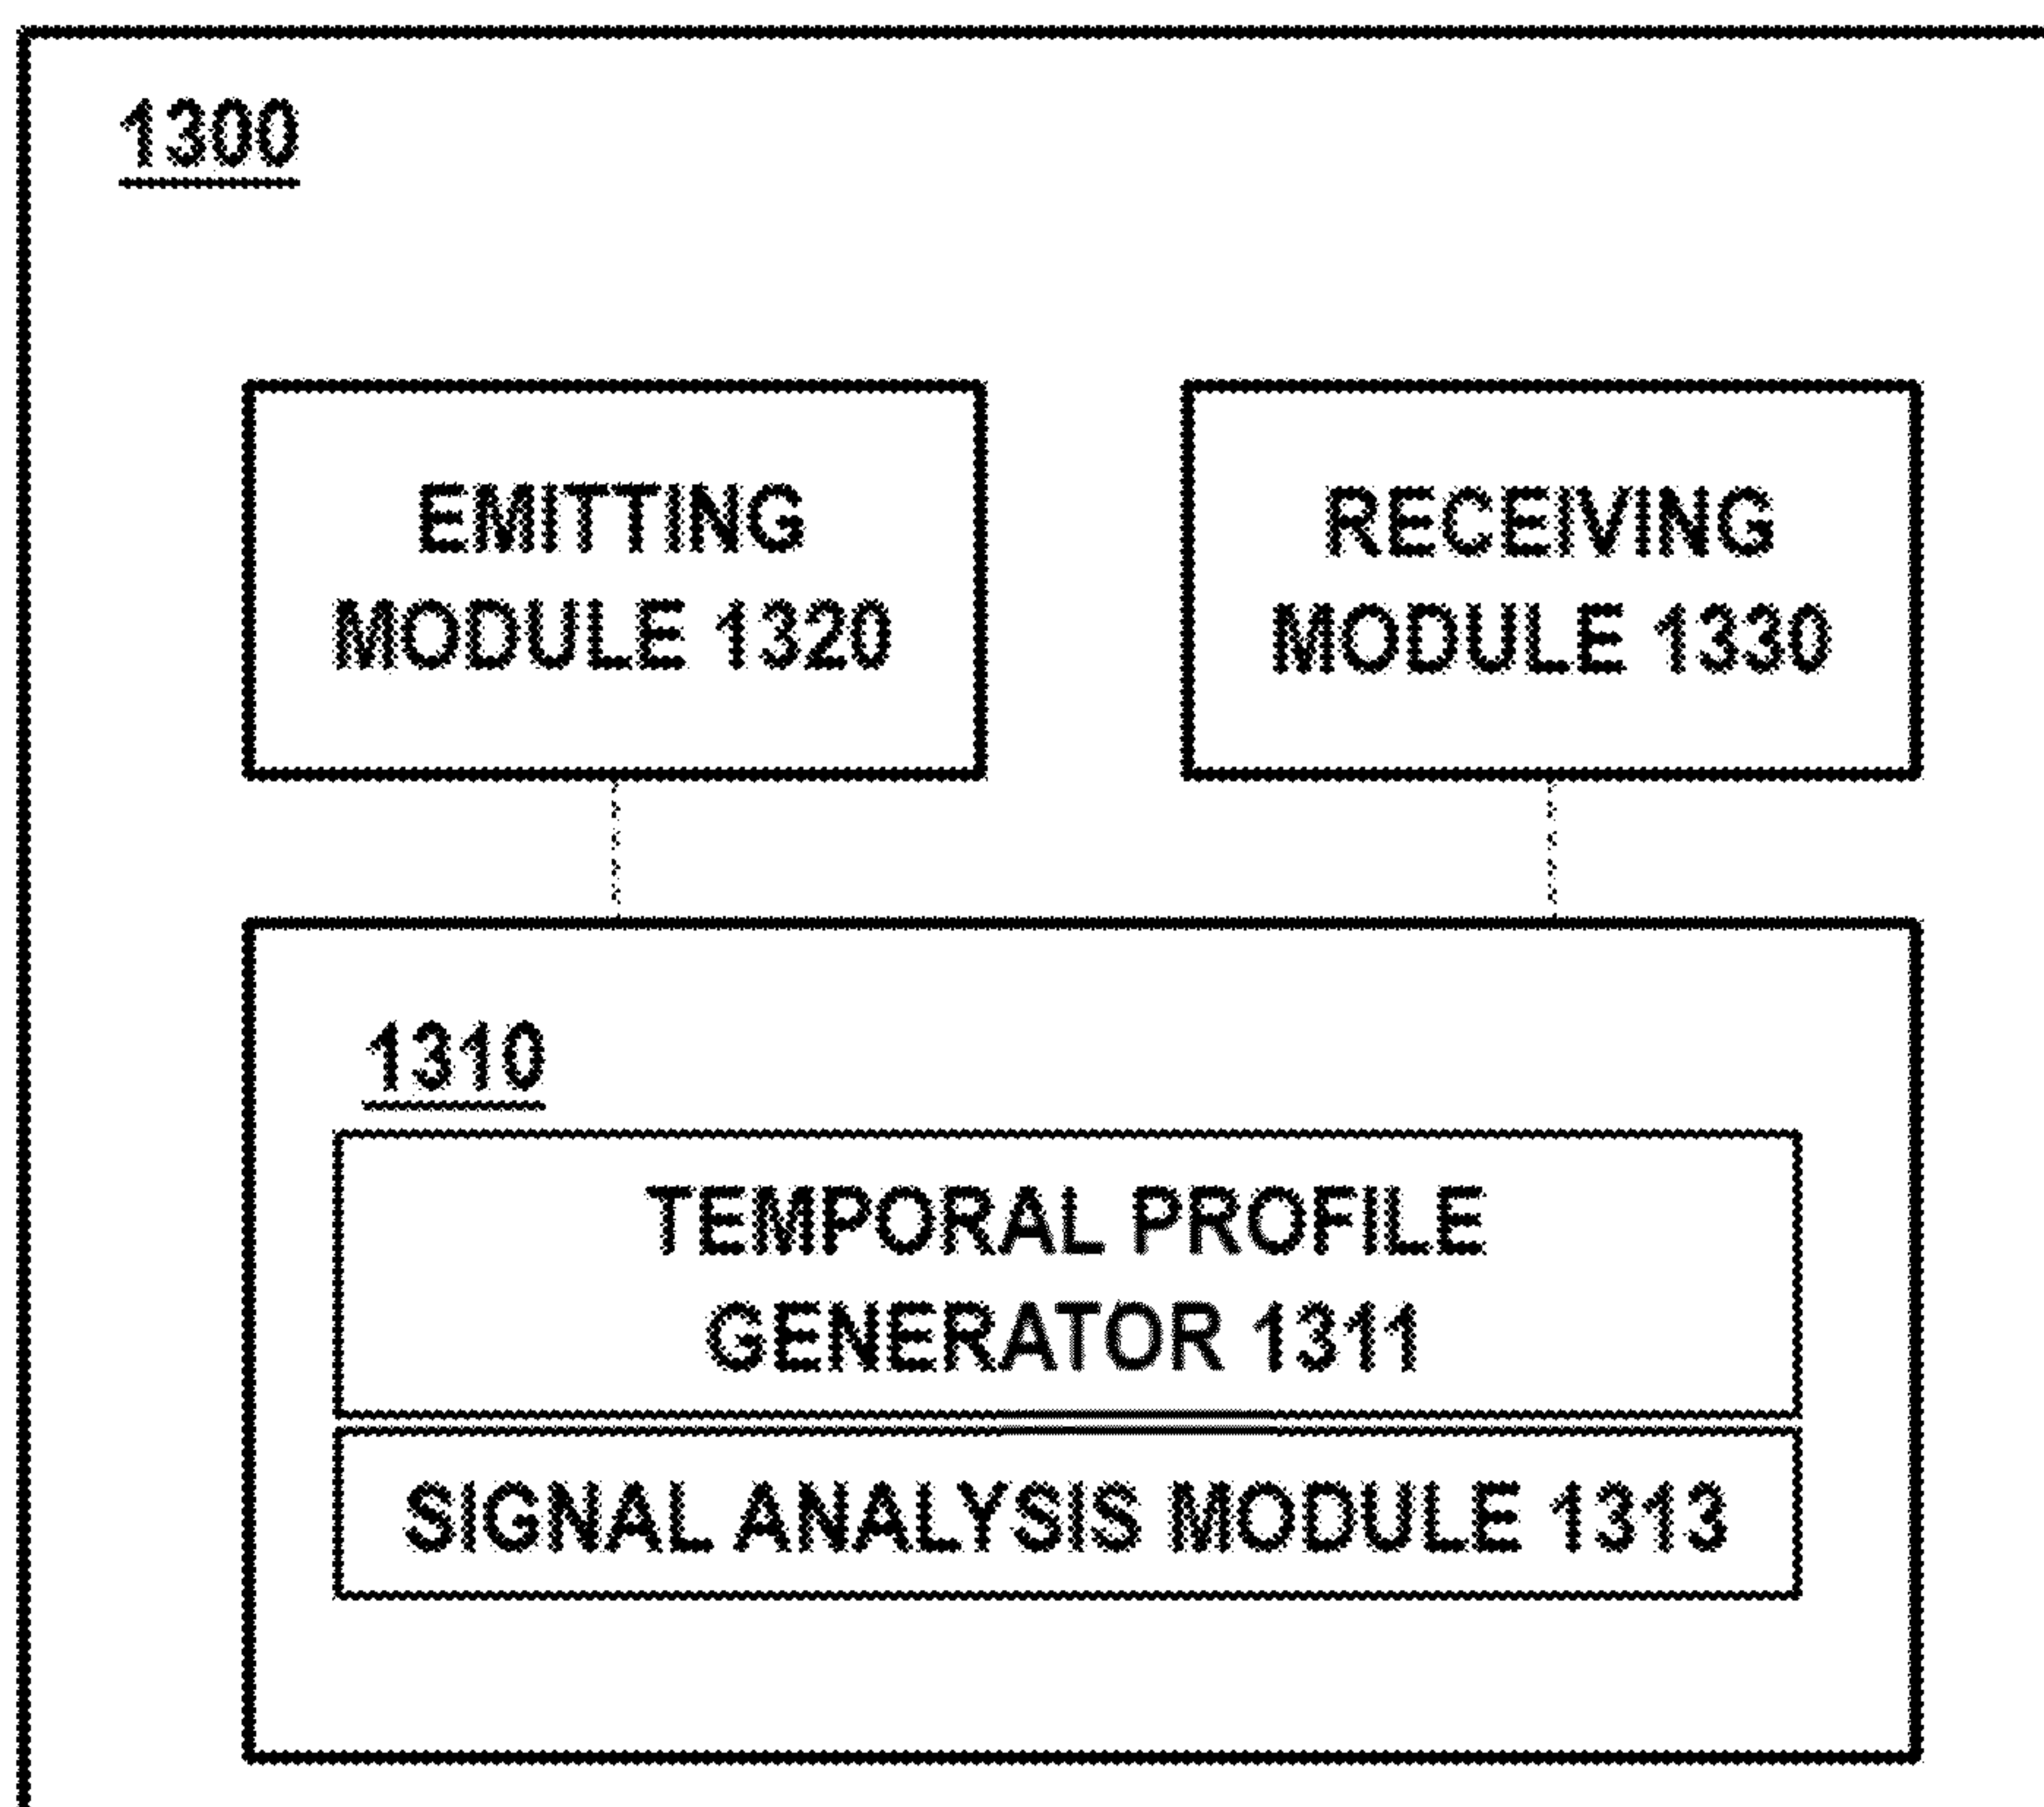 1300
EMITTING
MODULE 1320
RECEIVING
MODULE 1330
1310
TEMPORAL PROFILE
GENERATOR 1311
SIGNAL ANALYSIS MODULE 1313